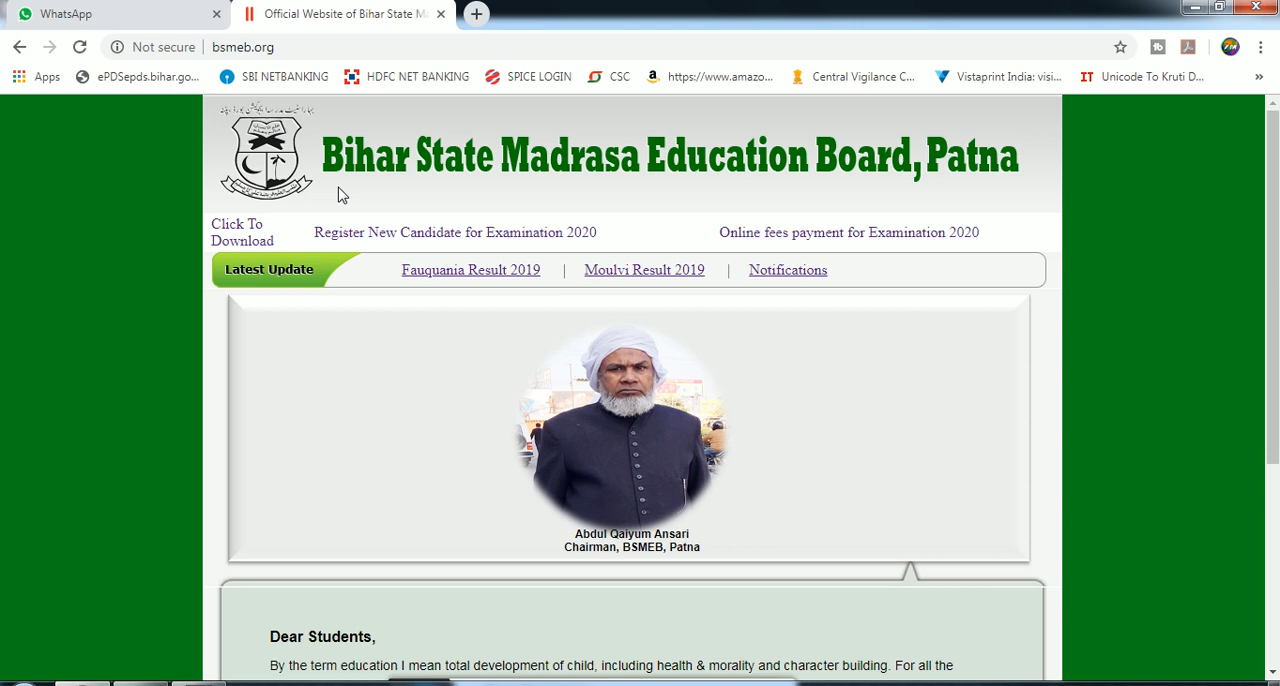 WhatsApp
Official Website of Bihar State Ma
Not secure
bsmeb.org
Apps
ePDSepds.bihar.go...
SBI NETBANKING
HDFC NET BANKING
SPICE LOGIN
CSC
https://www.amazo...
Central Vigilance C...
Vistaprint India: visi...
IT Unicode To Kruti D...
Bihar State Madrasa Education Board, Patna
Click To
Download
Register New Candidate for Examination 2020
Online fees payment for Examination 2020
Latest Update
Fauquania Result 2019 | Moulvi Result 2019 | Notifications
Abdul Qaiyum Ansari
Chairman, BSMEB, Patna
Dear Students,
By the term education I mean total development of child, including health & morality and character building. For all the